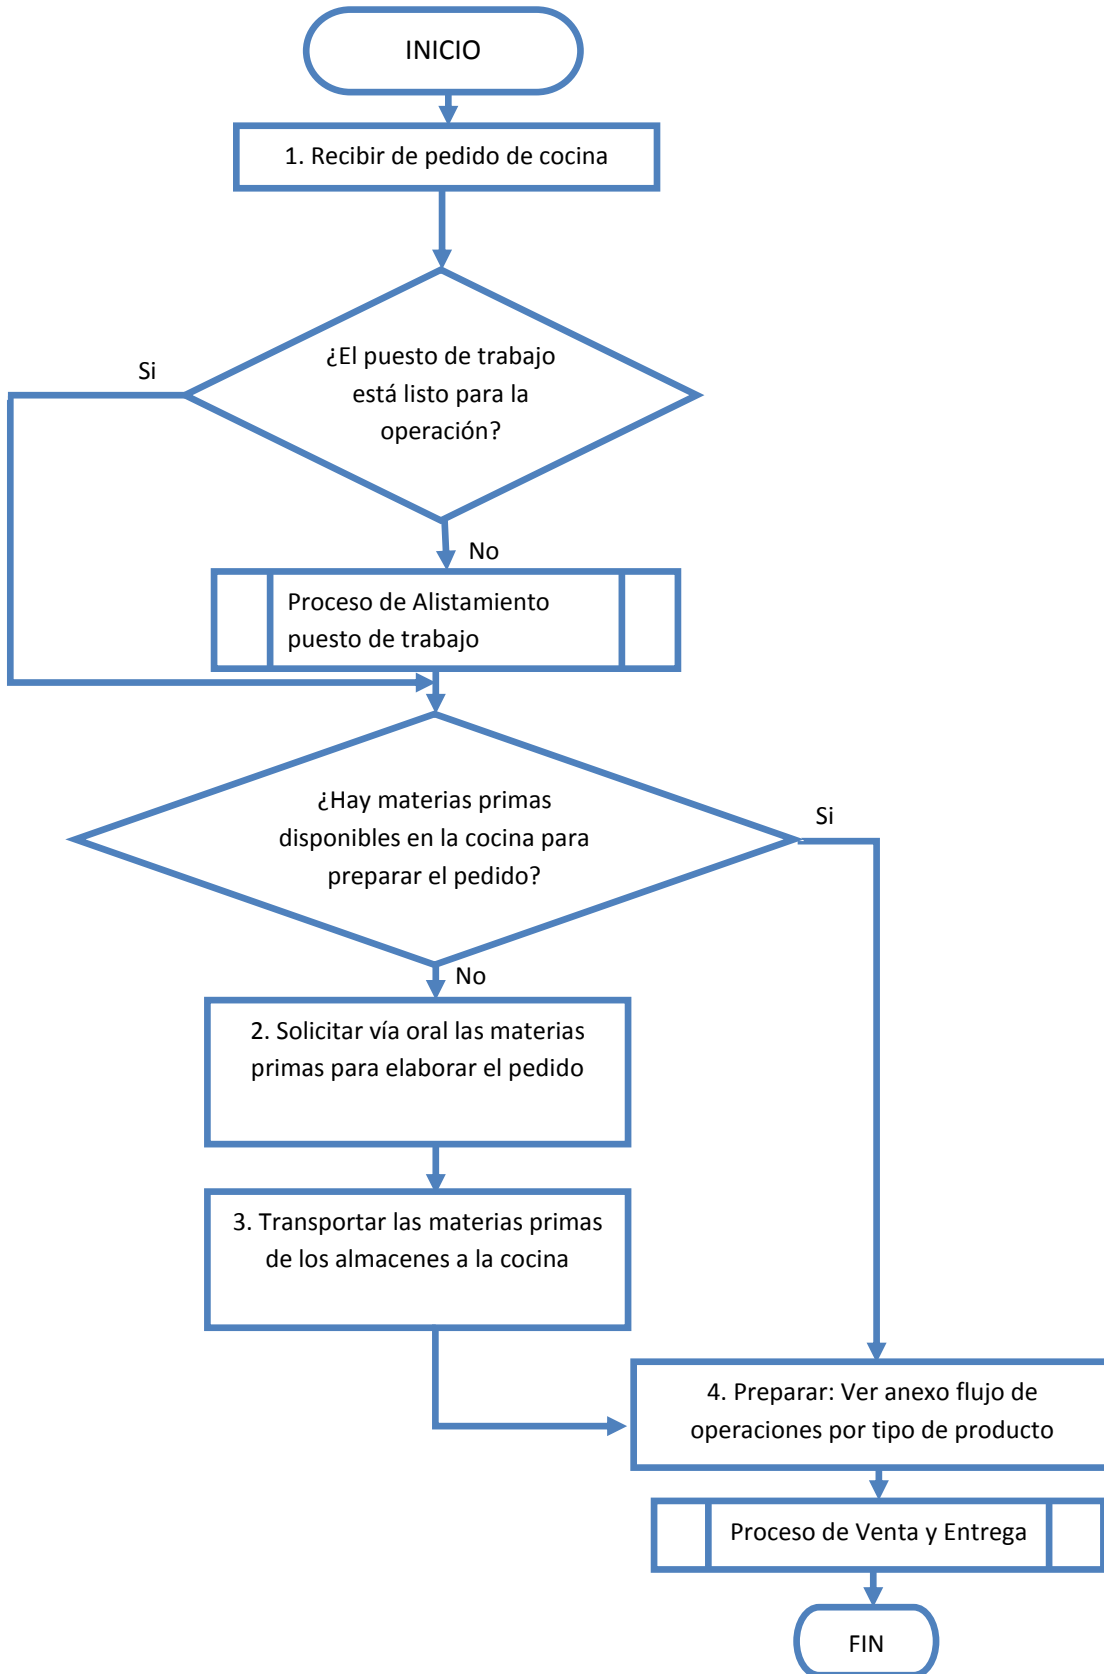 INICIO
1. Recibir de pedido de cocina
¿El puesto de trabajo
está listo para la
operación?
Si
No
Proceso de Alistamiento
puesto de trabajo
¿Hay materias primas
disponibles en la cocina para
preparar el pedido?
Si
No
2. Solicitar vía oral las materias
primas para elaborar el pedido
3. Transportar las materias primas
de los almacenes a la cocina
4. Preparar: Ver anexo flujo de
operaciones por tipo de producto
Proceso de Venta y Entrega
FIN